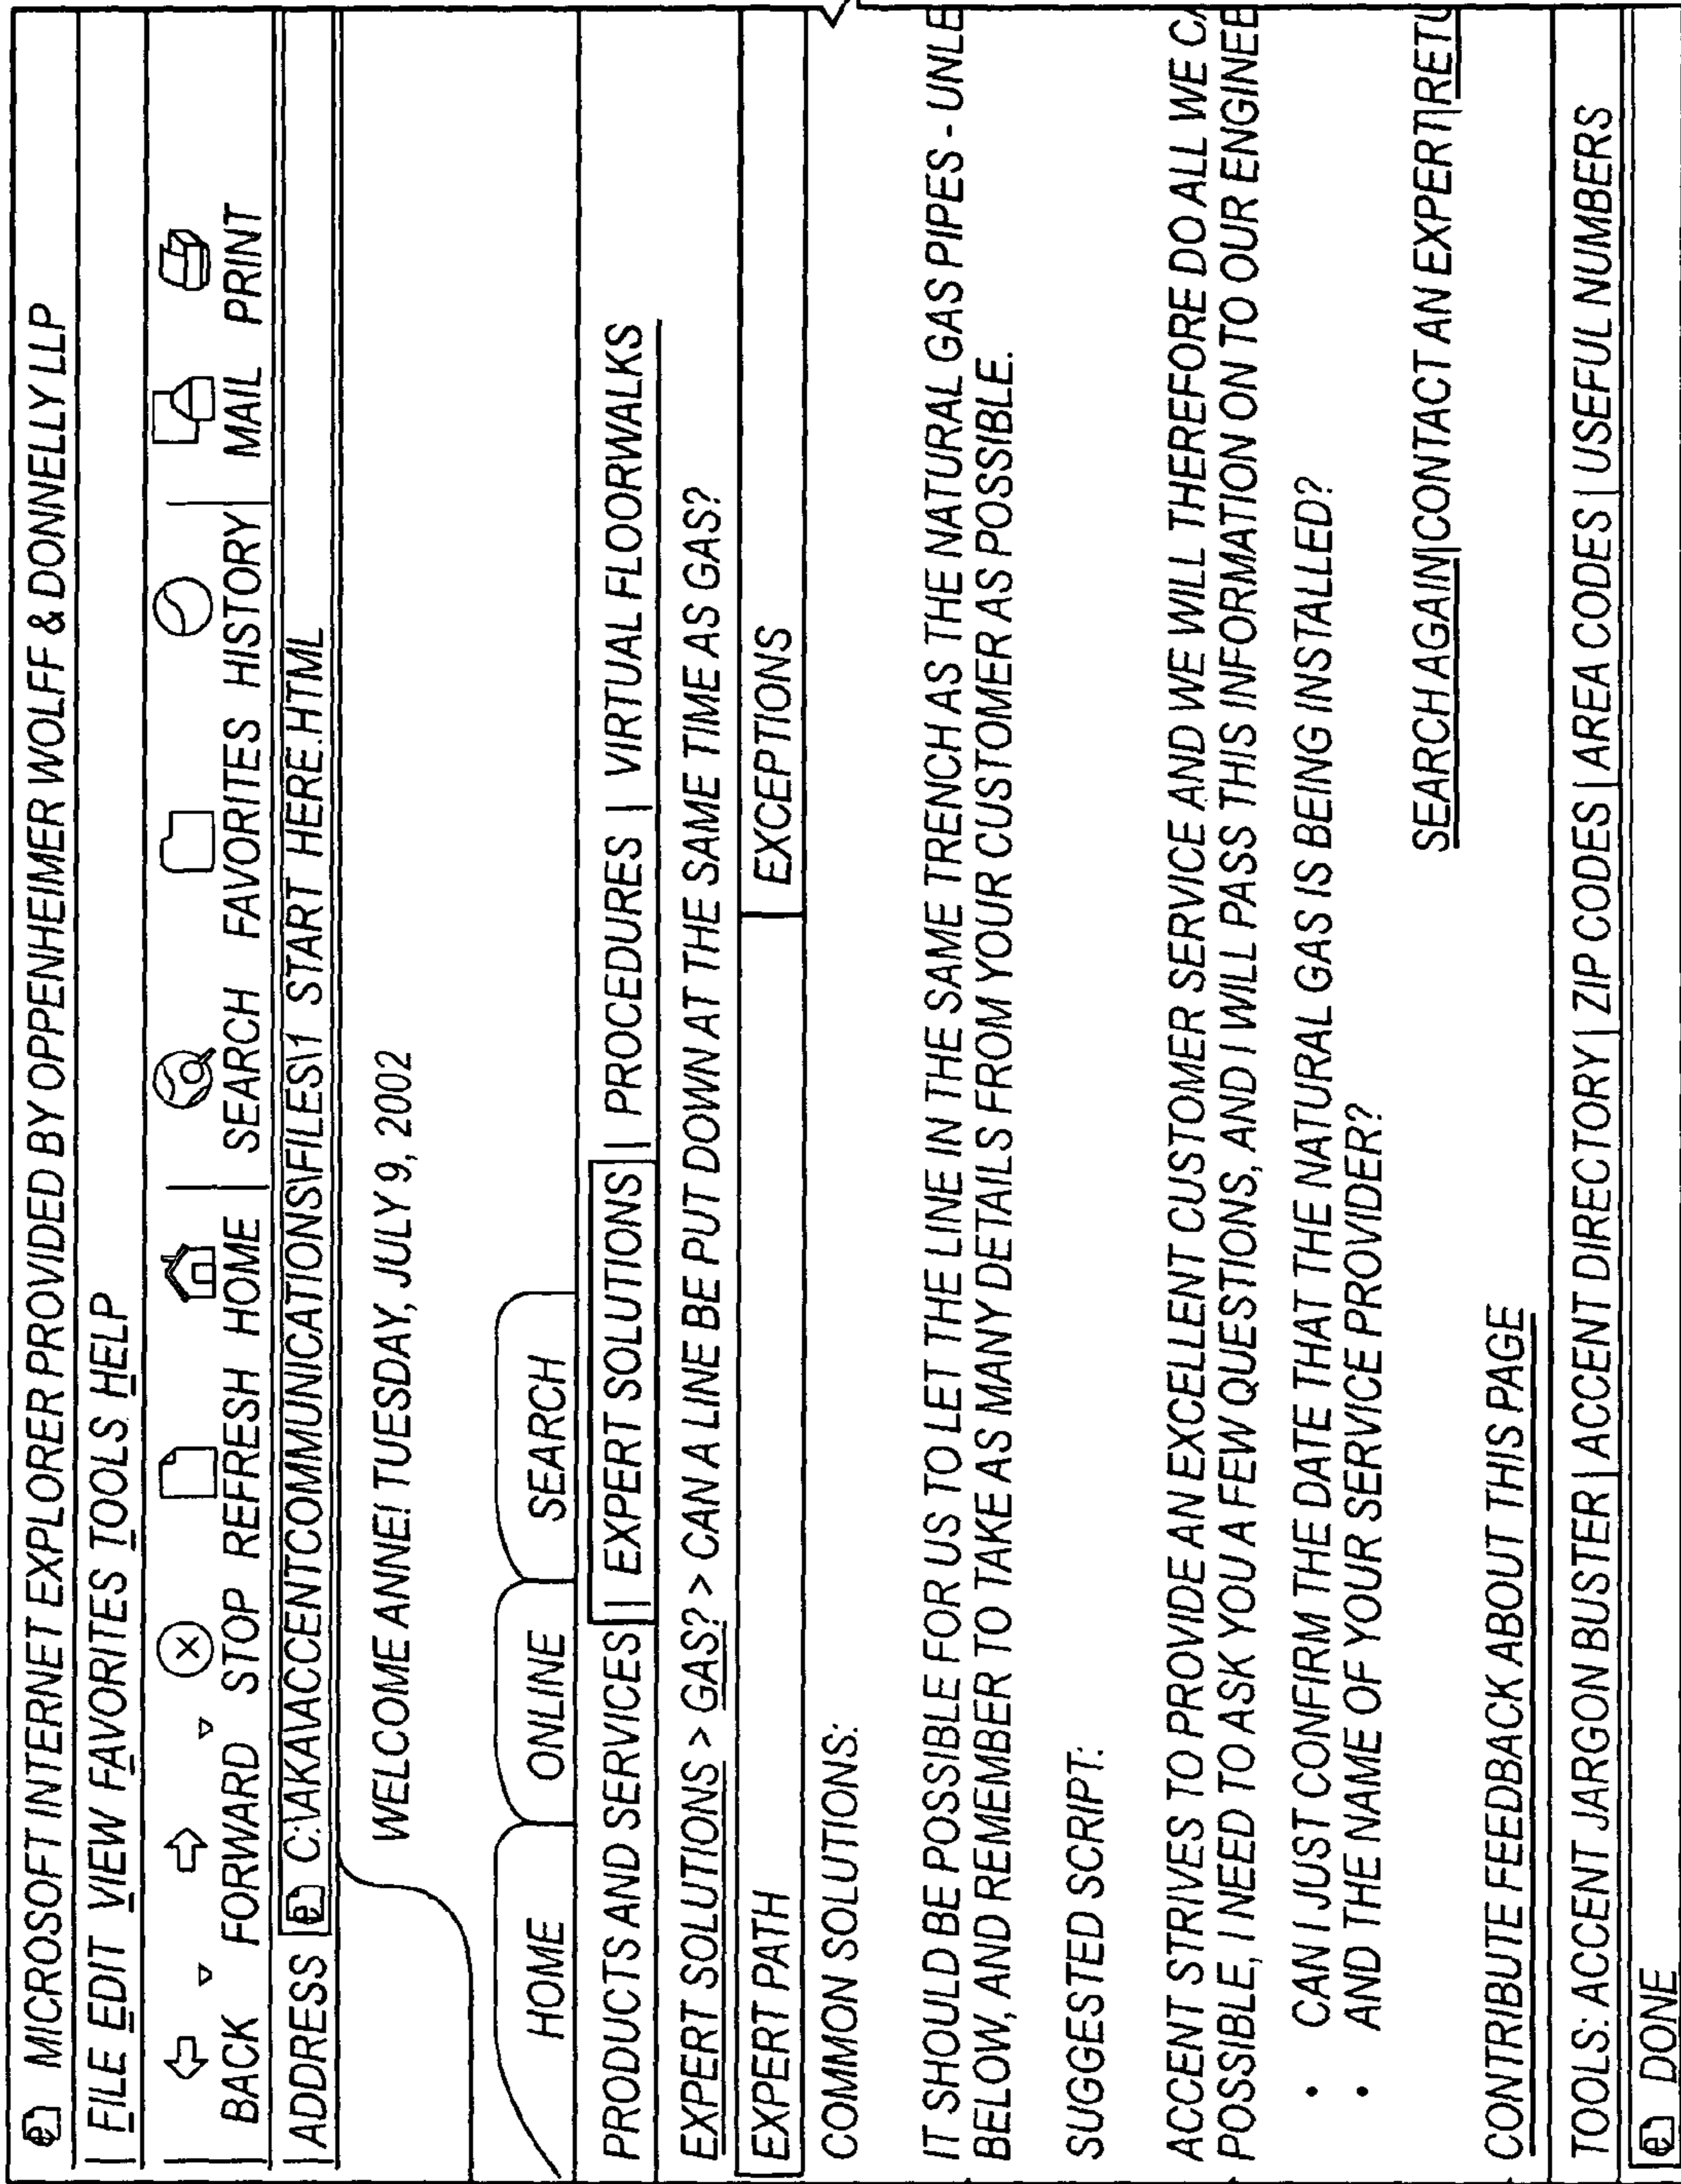 MICROSOFT INTERNET EXPLORER PROVIDED BY OPPENHEIMER WOLFF & DONNELLY LLP
FILE EDIT VIEW FAVORITES TOOLS HELP
BACK FORWARD STOP REFRESH HOME SEARCH FAVORITES HISTORY MAIL PRINT
ADDRESS C:\AKA\ACCENTCOMMUNICATIONS\FILES\1 START HERE.HTML
WELCOME ANNE! TUESDAY, JULY 9, 2002
HOME ONLINE SEARCH
PRODUCTS AND SERVICES | EXPERT SOLUTIONS | PROCEDURES | VIRTUAL FLOORWALKS
EXPERT SOLUTIONS > GAS? > CAN A LINE BE PUT DOWN AT THE SAME TIME AS GAS?
EXPERT PATH EXCEPTIONS
COMMON SOLUTIONS:
IT SHOULD BE POSSIBLE FOR US TO LET THE LINE IN THE SAME TRENCH AS THE NATURAL GAS PIPES - UNLE
BELOW, AND REMEMBER TO TAKE AS MANY DETAILS FROM YOUR CUSTOMER AS POSSIBLE.
SUGGESTED SCRIPT:
ACCENT STRIVES TO PROVIDE AN EXCELLENT CUSTOMER SERVICE AND WE WILL THEREFORE DO ALL WE CA
POSSIBLE, I NEED TO ASK YOU A FEW QUESTIONS, AND I WILL PASS THIS INFORMATION ON TO OUR ENGINEE
• CAN I JUST CONFIRM THE DATE THAT THE NATURAL GAS IS BEING INSTALLED?
• AND THE NAME OF YOUR SERVICE PROVIDER?
SEARCH AGAIN|CONTACT AN EXPERT|RETU
CONTRIBUTE FEEDBACK ABOUT THIS PAGE
TOOLS: ACCENT JARGON BUSTER | ACCENT DIRECTORY | ZIP CODES | AREA CODES | USEFUL NUMBERS
DONE